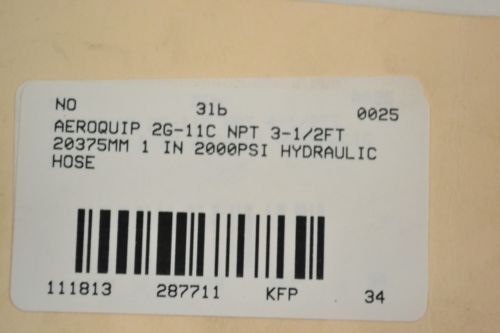 NO 31b 0025
AEROQUIP 2G-11C NPT 3-1/2FT
20375MM 1 IN 2000PSI HYDRAULIC
HOSE
111813 287711 KFP 34